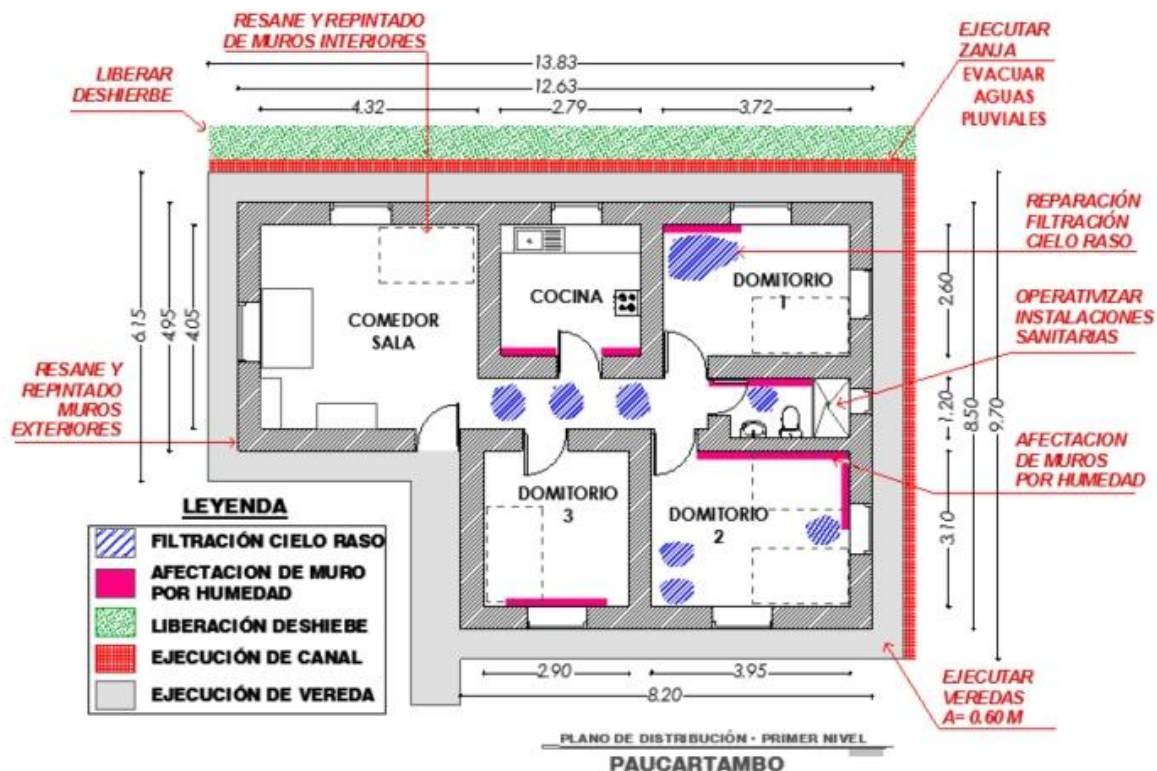 RESANE Y REPINTADO
DE MUROS INTERIORES
EJECUTAR
ZANJA
EVACUAR
AGUAS
PLUVIALES
LIBERAR
DESHIERBE
13.83
12.63
4.32
2.79
3.72
REPARACIÓN
FILTRACIÓN
CIELO RASO
OPERATIVIZAR
INSTALACIONES
SANITARIAS
AFECTACION
DE MUROS
POR HUMEDAD
RESANE Y
REPINTADO
MUROS
EXTERIORES
6.15
4.95
4.05
COMEDOR
SALA
COCINA
DOMITORIO
1
2.60
1.20
8.50
9.70
3.10
DOMITORIO
3
DOMITORIO
2
LEYENDA
FILTRACIÓN CIELO RASO
AFECTACION DE MURO
POR HUMEDAD
LIBERACIÓN DESHIEBE
EJECUCIÓN DE CANAL
EJECUCIÓN DE VEREDA
2.90
3.95
8.20
EJECUTAR
VEREDAS
A= 0.60 M
PLANO DE DISTRIBUCIÓN - PRIMER NIVEL
PAUCARTAMBO